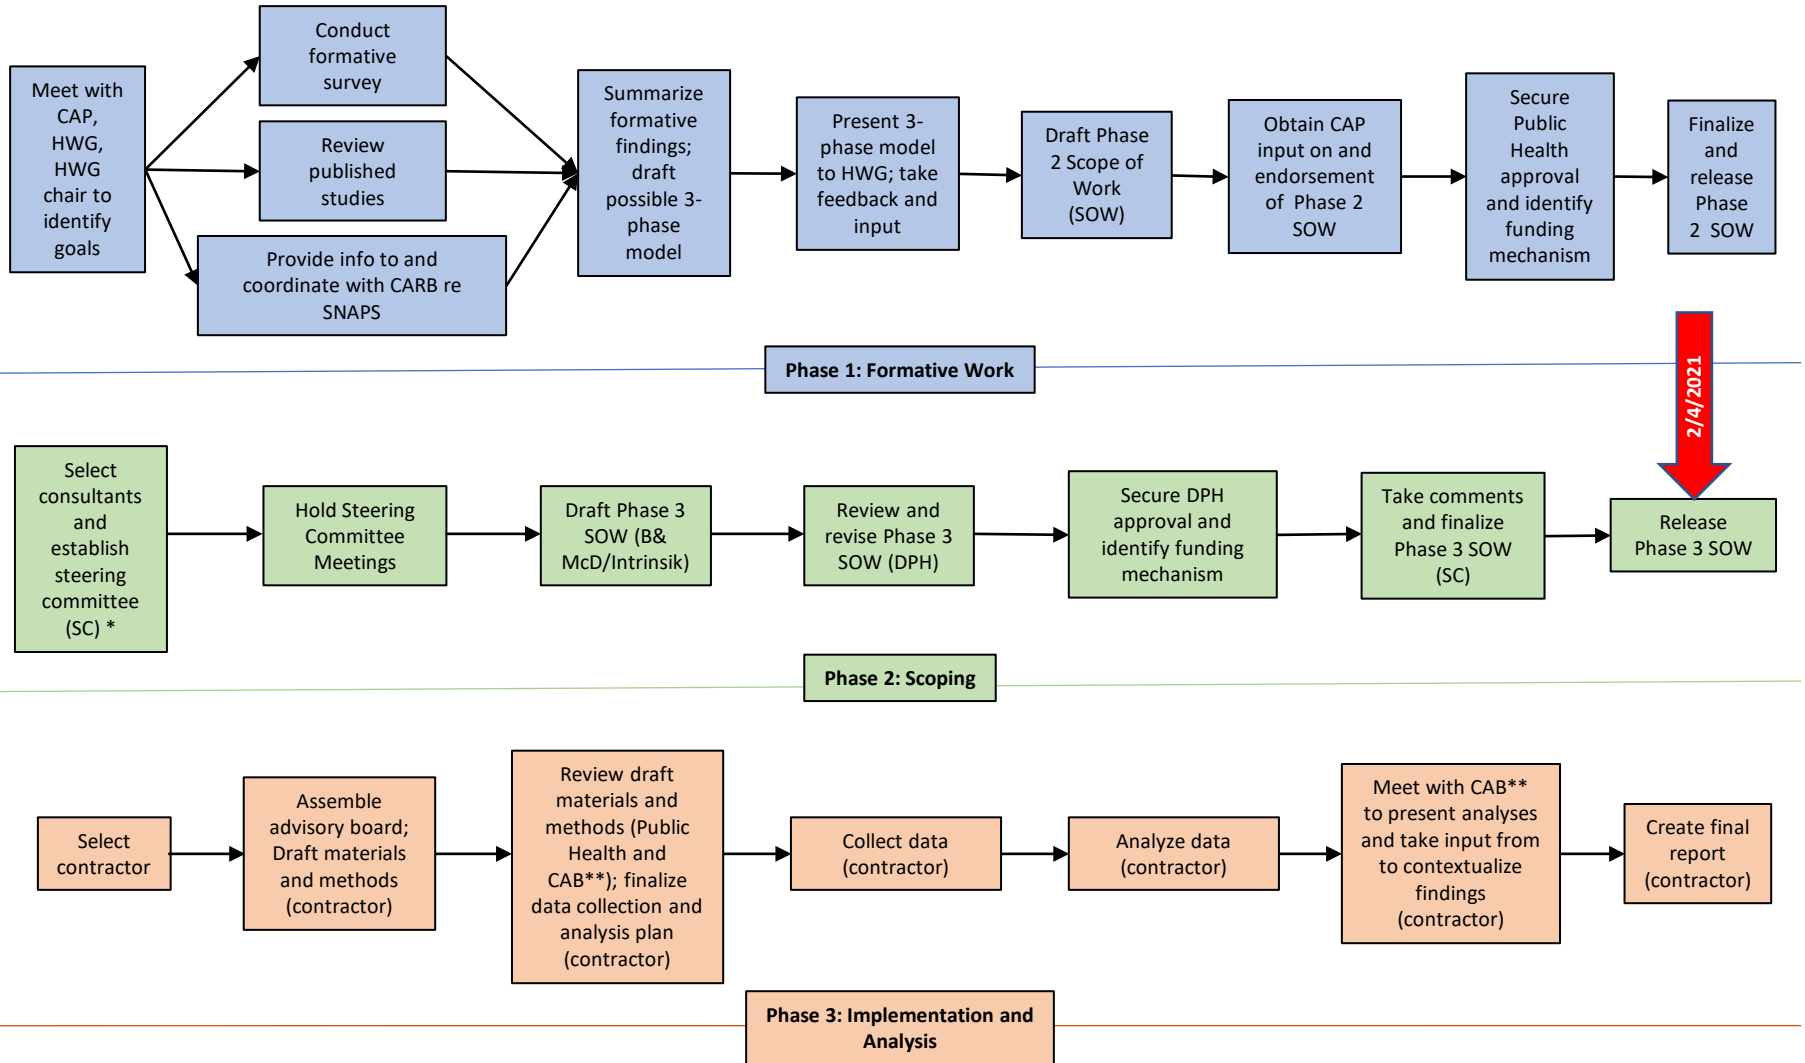 Meet with
CAP,
HWG,
HWG
chair to
identify
goals
Conduct
formative
survey
Review
published
studies
Provide info to and
coordinate with CARB re
SNAPS
Summarize
formative
findings;
draft
possible 3-
phase
model
Present 3-
phase model
to HWG; take
feedback and
input
Draft Phase
2 Scope of
Work
(SOW)
Obtain CAP
input on and
endorsement
of Phase 2
SOW
Secure
Public
Health
approval
and identify
funding
mechanism
Finalize
and
release
Phase
2 SOW
Phase 1: Formative Work
2/4/2021
Select
consultants
and
establish
steering
committee
(SC) *
Hold Steering
Committee
Meetings
Draft Phase 3
SOW (B&
McD/Intrinsik)
Review and
revise Phase 3
SOW (DPH)
Secure DPH
approval and
identify funding
mechanism
Take comments
and finalize
Phase 3 SOW
(SC)
Release
Phase 3 SOW
Phase 2: Scoping
Select
contractor
Assemble
advisory board;
Draft materials
and methods
(contractor)
Review draft
materials and
methods (Public
Health and
CAB**); finalize
data collection and
analysis plan
(contractor)
Collect data
(contractor)
Analyze data
(contractor)
Meet with CAB**
to present analyses
and take input from
to contextualize
findings
(contractor)
Create final
report
(contractor)
Phase 3: Implementation and
Analysis